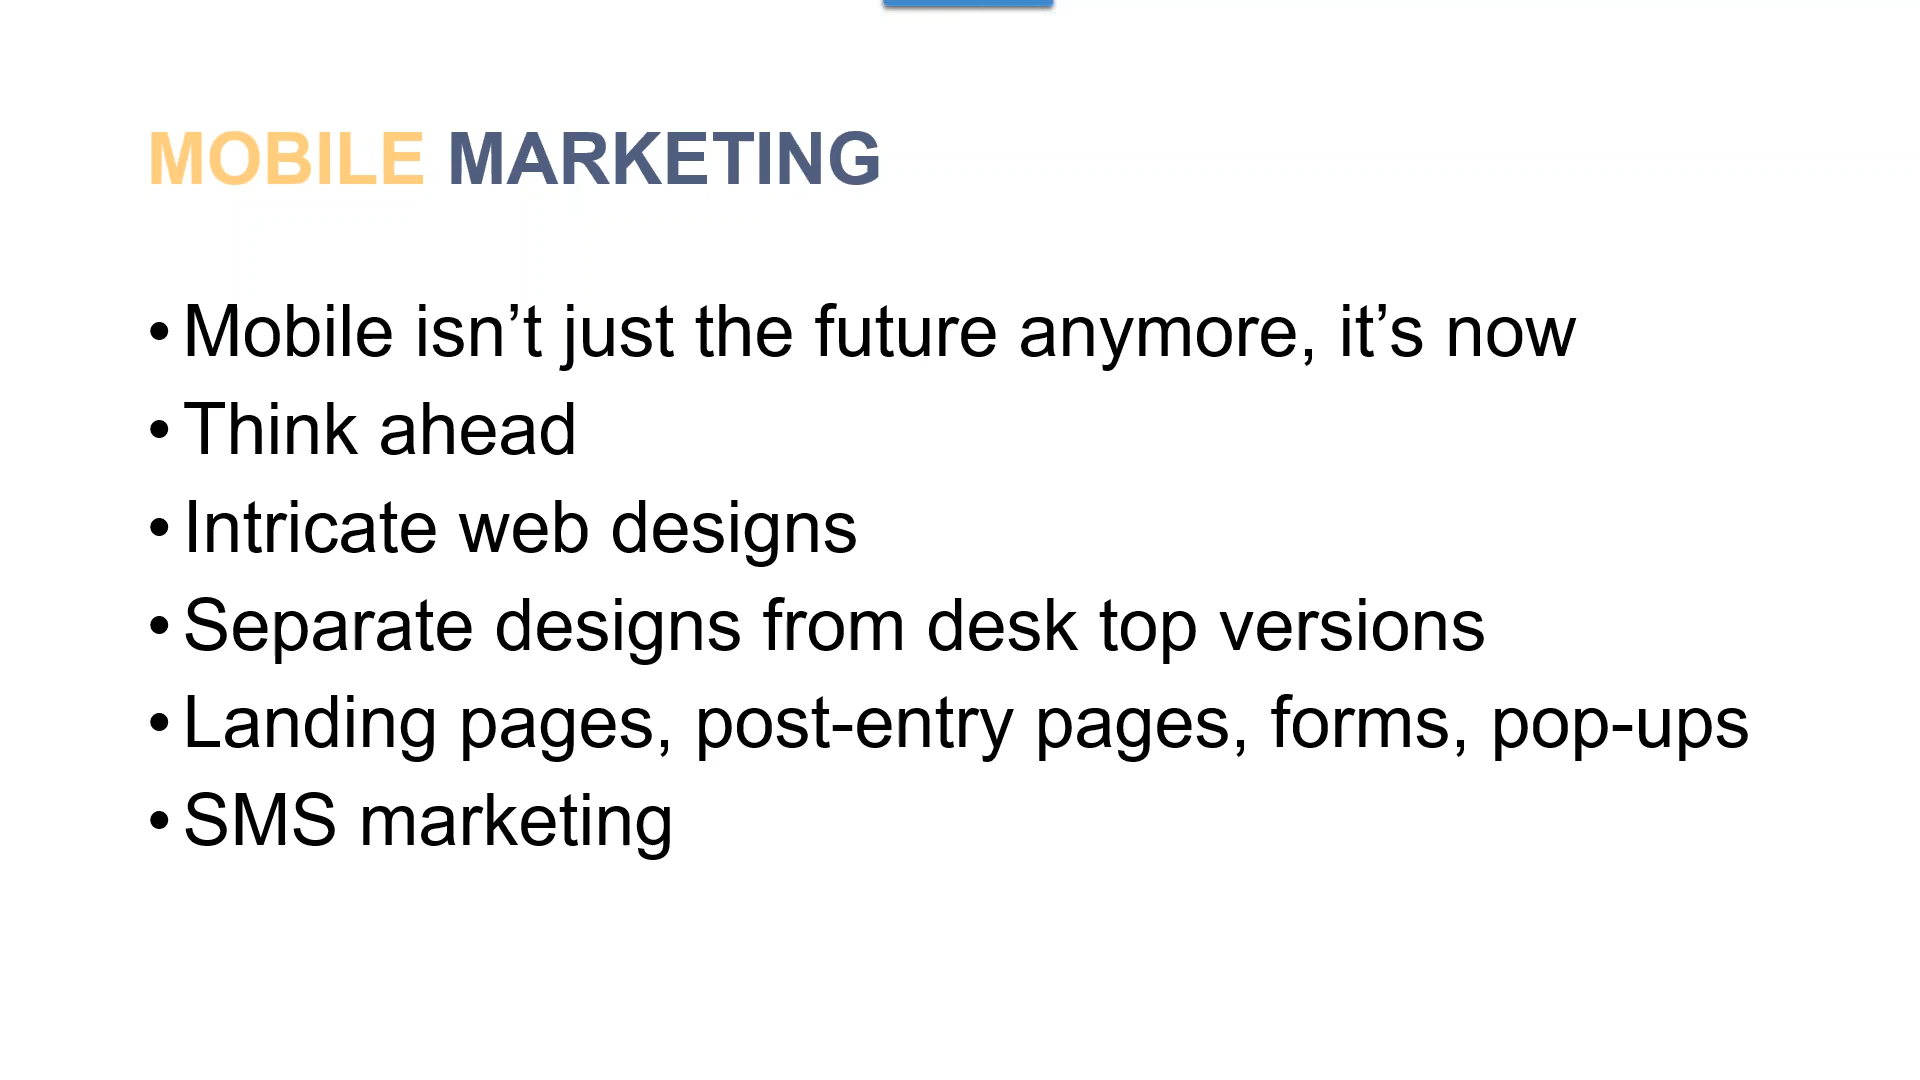 MOBILE MARKETING
• Mobile isn’t just the future anymore, it’s now
• Think ahead
• Intricate web designs
• Separate designs from desk top versions
• Landing pages, post-entry pages, forms, pop-ups
• SMS marketing